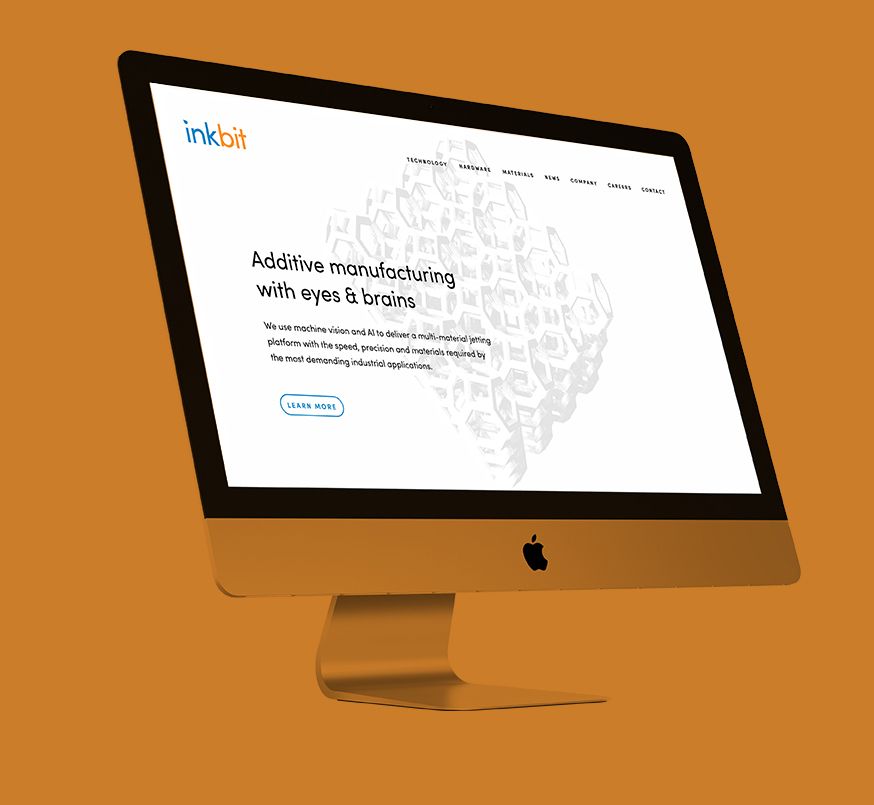 inkbit
TECHNOLOGY HARDWARE MATERIALS NEWS COMPANY CAREERS CONTACT
Additive manufacturing
with eyes & brains
We use machine vision and AI to deliver a multi-material jetting
platform with the speed, precision and materials required by
the most demanding industrial applications.
LEARN MORE